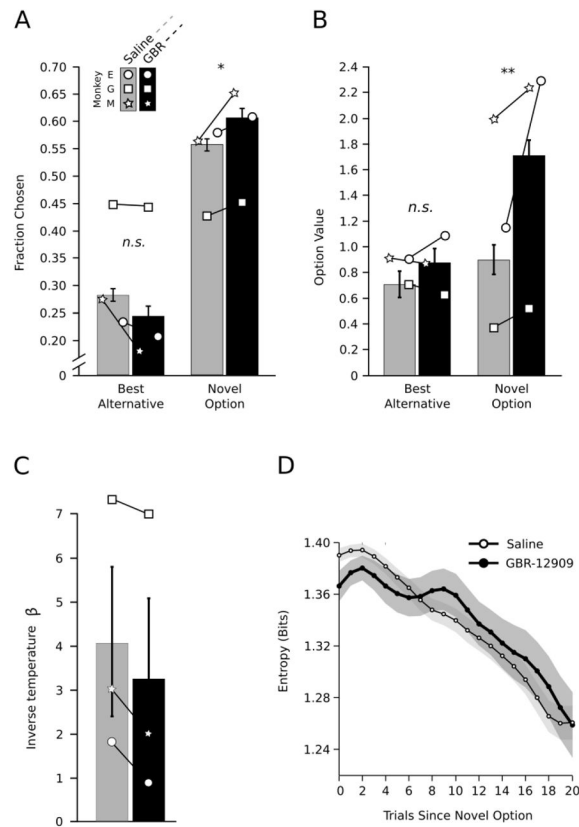 A
Saline
GBR
Monkey
E
G
M
Fraction Chosen
0.70
0.65
0.60
0.55
0.50
0.45
0.40
0.35
0.30
0.25
0.20
0
n.s.
*
Best Alternative
Novel Option
B
Option Value
2.4
2.2
2.0
1.8
1.6
1.4
1.2
1.0
0.8
0.6
0.4
0.2
0.0
n.s.
**
Best Alternative
Novel Option
C
Inverse temperature β
7
6
5
4
3
2
1
0
D
Saline
GBR-12909
Entropy (Bits)
1.40
1.36
1.32
1.28
1.24
0 2 4 6 8 10 12 14 16 18 20
Trials Since Novel Option